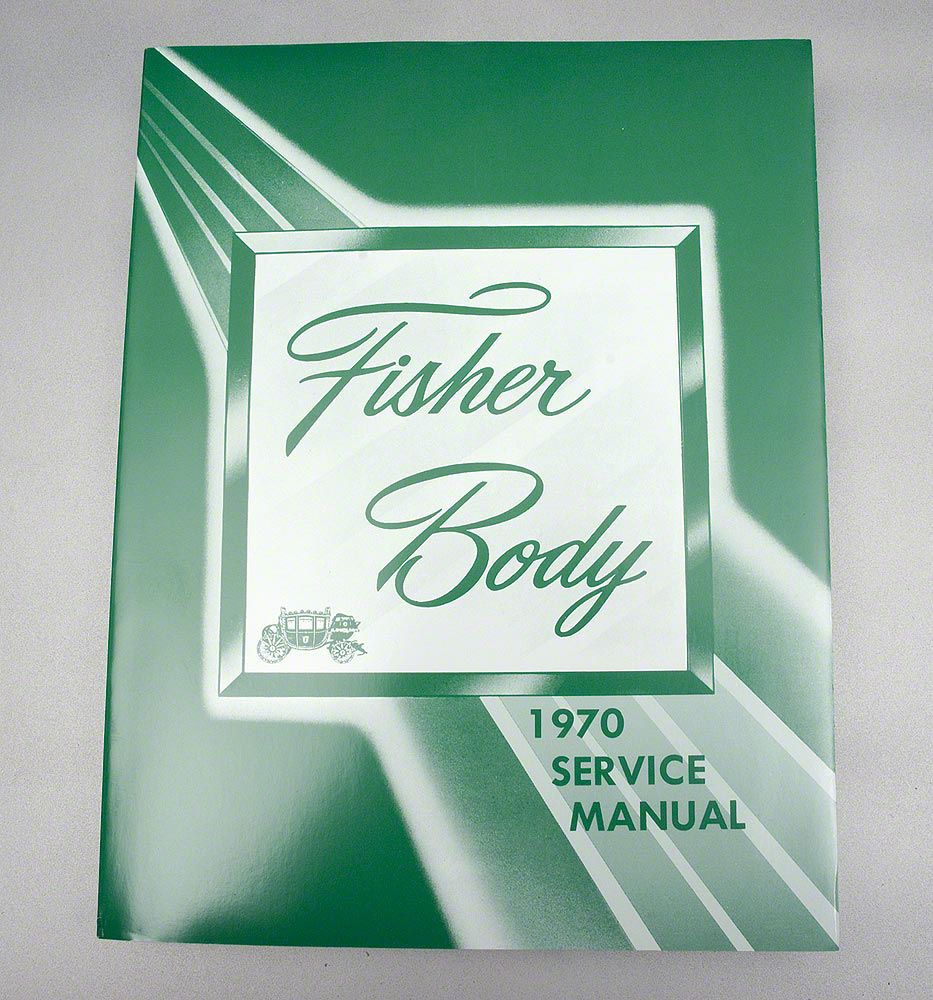 Fisher
Body
1970
SERVICE
MANUAL